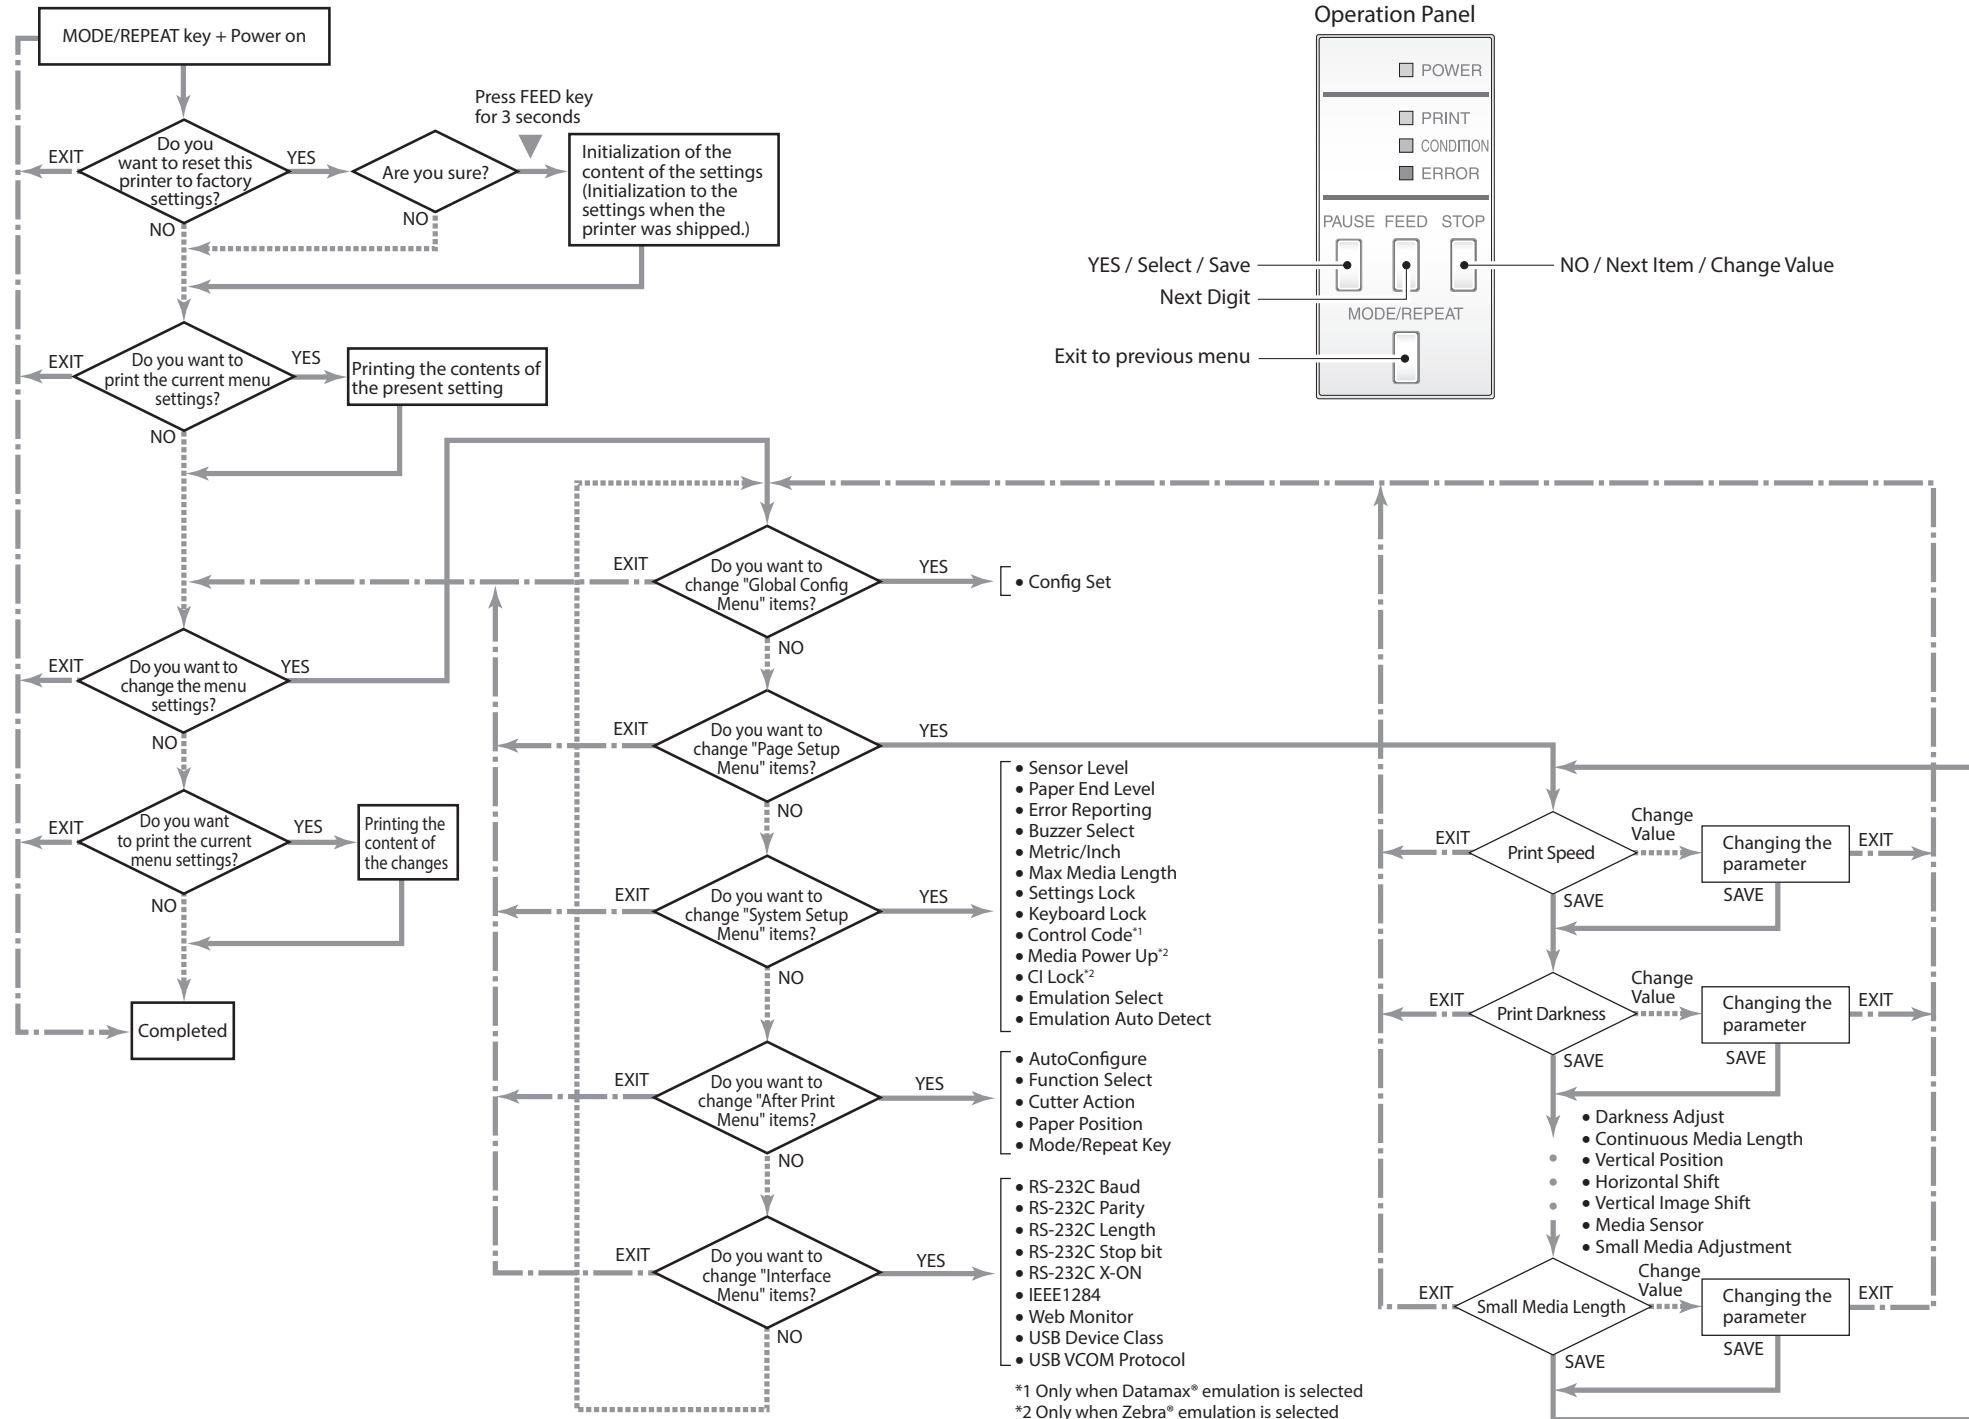 MODE/REPEAT key + Power on
Do you
want to reset this
printer to factory
settings?
EXIT
YES
NO
Are you sure?
NO
Press FEED key
for 3 seconds
Initialization of the
content of the settings
(Initialization to the
settings when the
printer was shipped.)
Do you want to
print the current menu
settings?
EXIT
YES
NO
Printing the contents of
the present setting
Do you want to
change the menu
settings?
EXIT
YES
NO
Do you want
to print the current
menu settings?
EXIT
YES
NO
Printing the
content of
the changes
Completed
Operation Panel
POWER
PRINT
CONDITION
ERROR
PAUSE FEED STOP
MODE/REPEAT
YES / Select / Save
Next Digit
Exit to previous menu
NO / Next Item / Change Value
Do you want to
change "Global Config
Menu" items?
EXIT
YES
NO
• Config Set
Do you want to
change "Page Setup
Menu" items?
EXIT
YES
NO
Do you want to
change "System Setup
Menu" items?
EXIT
YES
NO
• Sensor Level
• Paper End Level
• Error Reporting
• Buzzer Select
• Metric/Inch
• Max Media Length
• Settings Lock
• Keyboard Lock
• Control Code*1
• Media Power Up*2
• CI Lock*2
• Emulation Select
• Emulation Auto Detect
Do you want to
change "After Print
Menu" items?
EXIT
YES
NO
• AutoConfigure
• Function Select
• Cutter Action
• Paper Position
• Mode/Repeat Key
Do you want to
change "Interface
Menu" items?
EXIT
YES
NO
• RS-232C Baud
• RS-232C Parity
• RS-232C Length
• RS-232C Stop bit
• RS-232C X-ON
• IEEE1284
• Web Monitor
• USB Device Class
• USB VCOM Protocol
*1 Only when Datamax® emulation is selected
*2 Only when Zebra® emulation is selected
Print Speed
EXIT
Change
Value
Changing the
parameter
EXIT
SAVE
SAVE
Print Darkness
EXIT
Change
Value
Changing the
parameter
EXIT
SAVE
SAVE
• Darkness Adjust
• Continuous Media Length
• Vertical Position
• Horizontal Shift
• Vertical Image Shift
• Media Sensor
• Small Media Adjustment
Small Media Length
EXIT
Change
Value
Changing the
parameter
EXIT
SAVE
SAVE